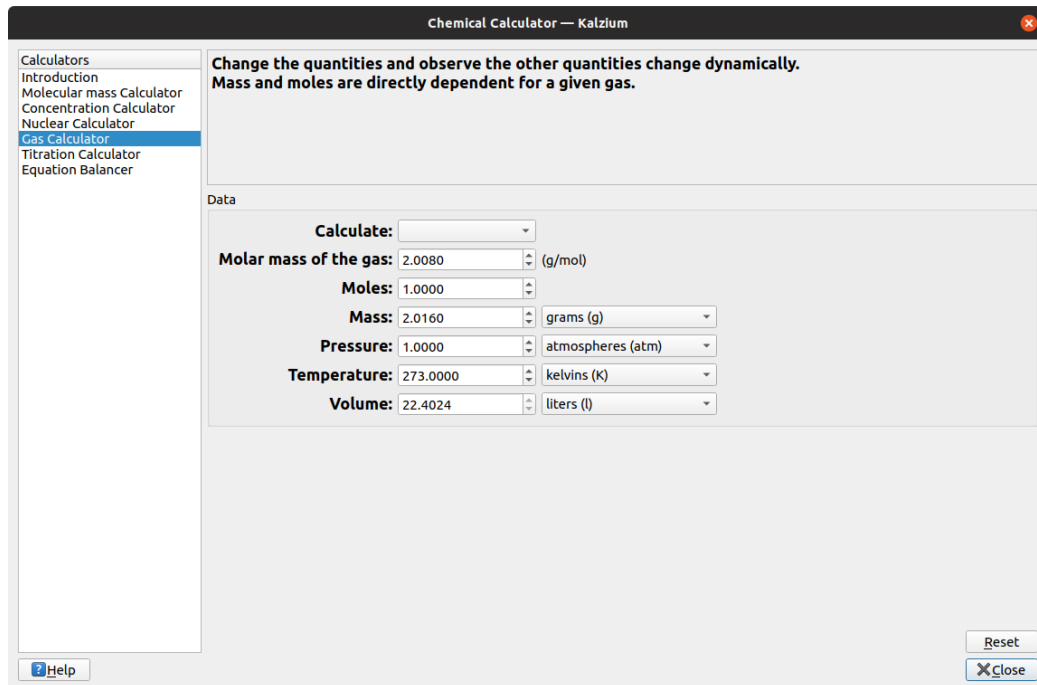 Chemical Calculator — Kalzium
Calculators
Introduction
Molecular mass Calculator
Concentration Calculator
Nuclear Calculator
Gas Calculator
Titration Calculator
Equation Balancer
Change the quantities and observe the other quantities change dynamically.
Mass and moles are directly dependent for a given gas.
Data
Calculate:
Molar mass of the gas: 2.0080 (g/mol)
Moles: 1.0000
Mass: 2.0160 grams (g)
Pressure: 1.0000 atmospheres (atm)
Temperature: 273.0000 kelvins (K)
Volume: 22.4024 liters (l)
Reset
? Help
Close